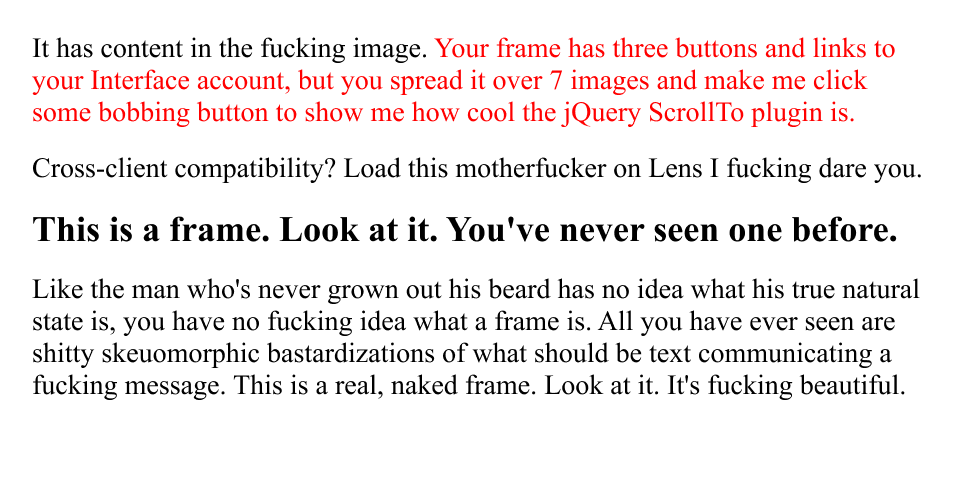 It has content in the fucking image. Your frame has three buttons and links to
your Interface account, but you spread it over 7 images and make me click
some bobbing button to show me how cool the jQuery ScrollTo plugin is.
Cross-client compatibility? Load this motherfucker on Lens I fucking dare you.
This is a frame. Look at it. You've never seen one before.
Like the man who's never grown out his beard has no idea what his true natural
state is, you have no fucking idea what a frame is. All you have ever seen are
shitty skeuomorphic bastardizations of what should be text communicating a
fucking message. This is a real, naked frame. Look at it. It's fucking beautiful.